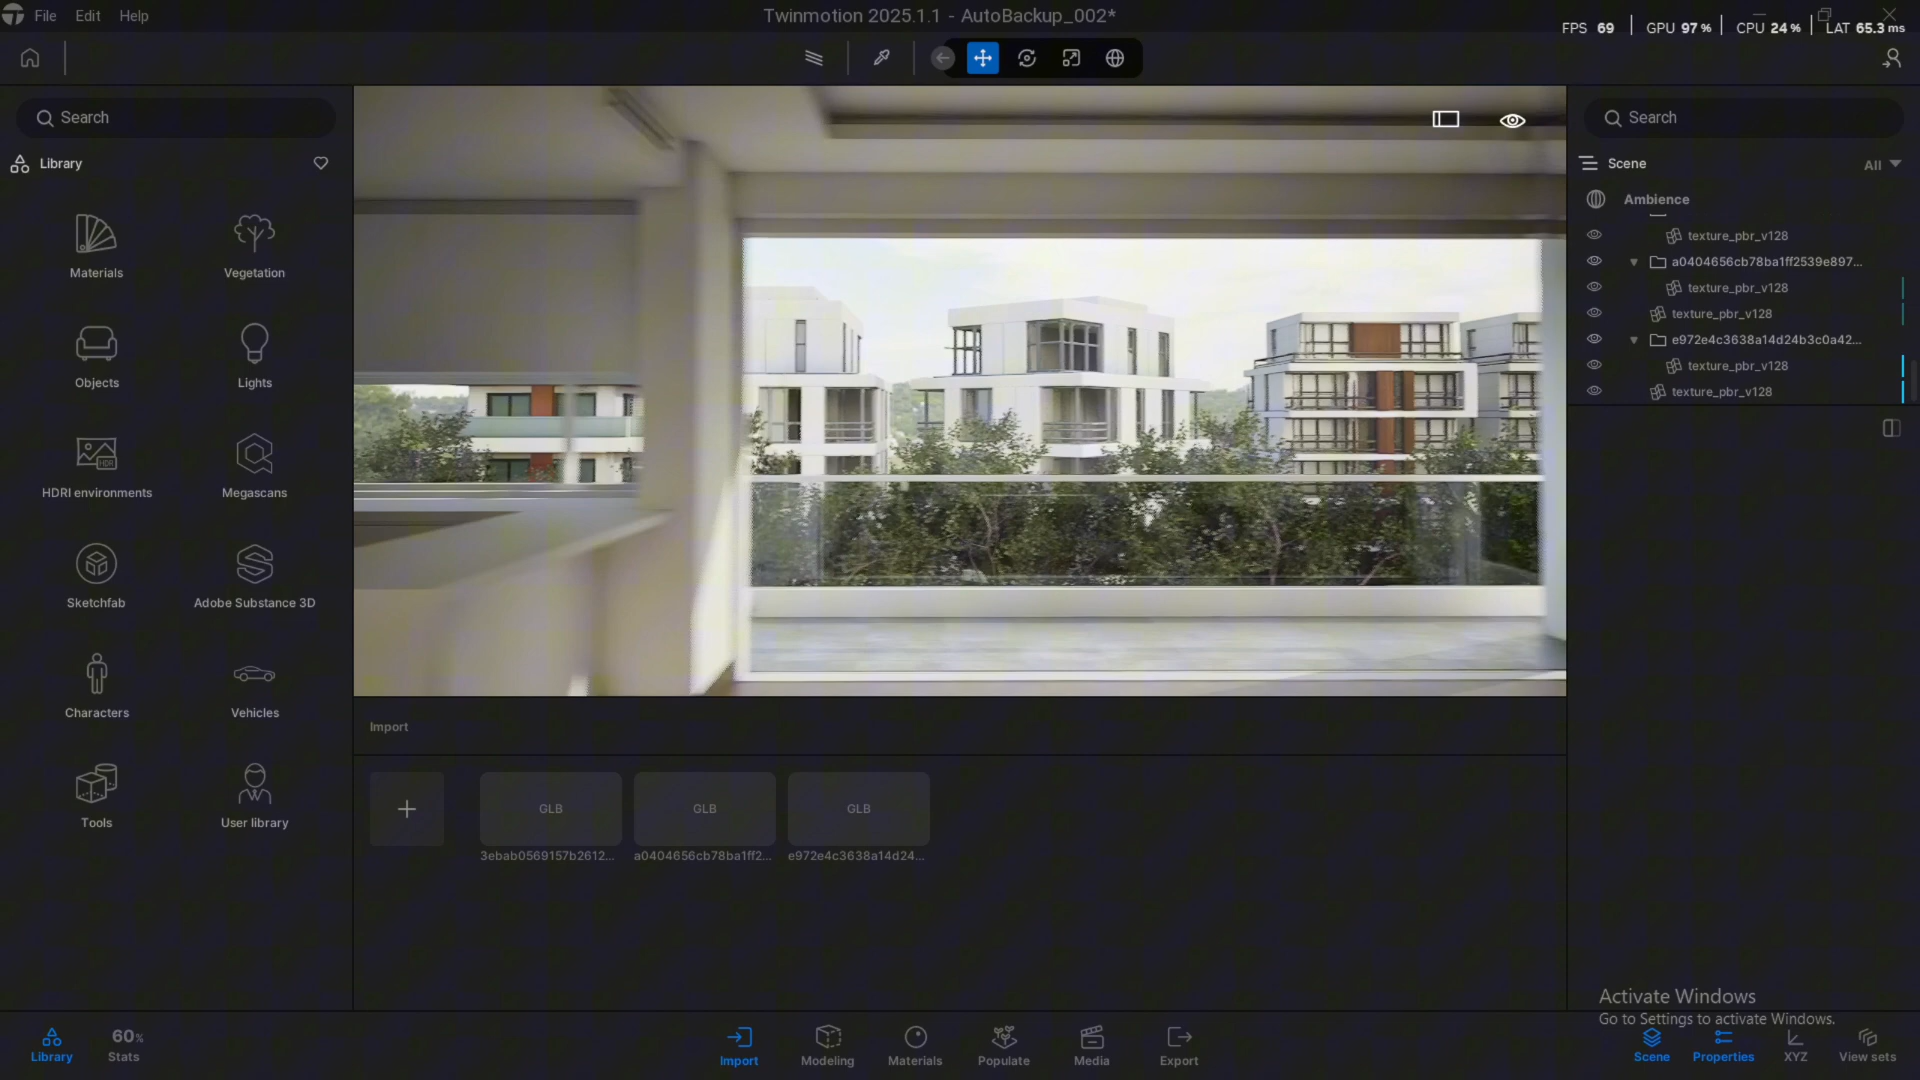 File Edit Help
Twinmotion 2025.1.1 - AutoBackup_002*
FPS 69 GPU 97 % CPU 24 % LAT 65.3 ms
Search
Library
Materials
Vegetation
Objects
Lights
HDRI environments
Megascans
Sketchfab
Adobe Substance 3D
Characters
Vehicles
Tools
User library
Search
Scene
All
Ambience
texture_pbr_v128
a0404656cb78ba1ff2539e897...
texture_pbr_v128
texture_pbr_v128
e972e4c3638a14d24b3c0a42...
texture_pbr_v128
texture_pbr_v128
Import
GLB
GLB
GLB
3ebab0569157b2612...
a0404656cb78ba1ff2...
e972e4c3638a14d24...
Activate Windows
Go to Settings to activate Windows.
Library
60%
Stats
Import
Modeling
Materials
Populate
Media
Export
Scene
Properties
XYZ
View sets